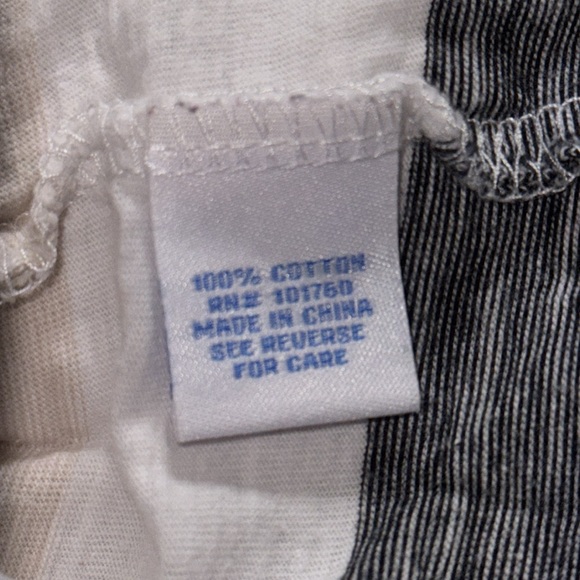 100% COTTON
RN# 101760
MADE IN CHINA
SEE REVERSE
FOR CARE